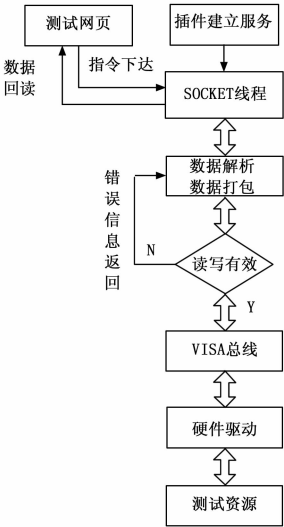 测试网页
插件建立服务
数据
回读
指令下达
SOCKET线程
数据解析
数据打包
错误信息返回
N
读写有效
Y
VISA总线
硬件驱动
测试资源